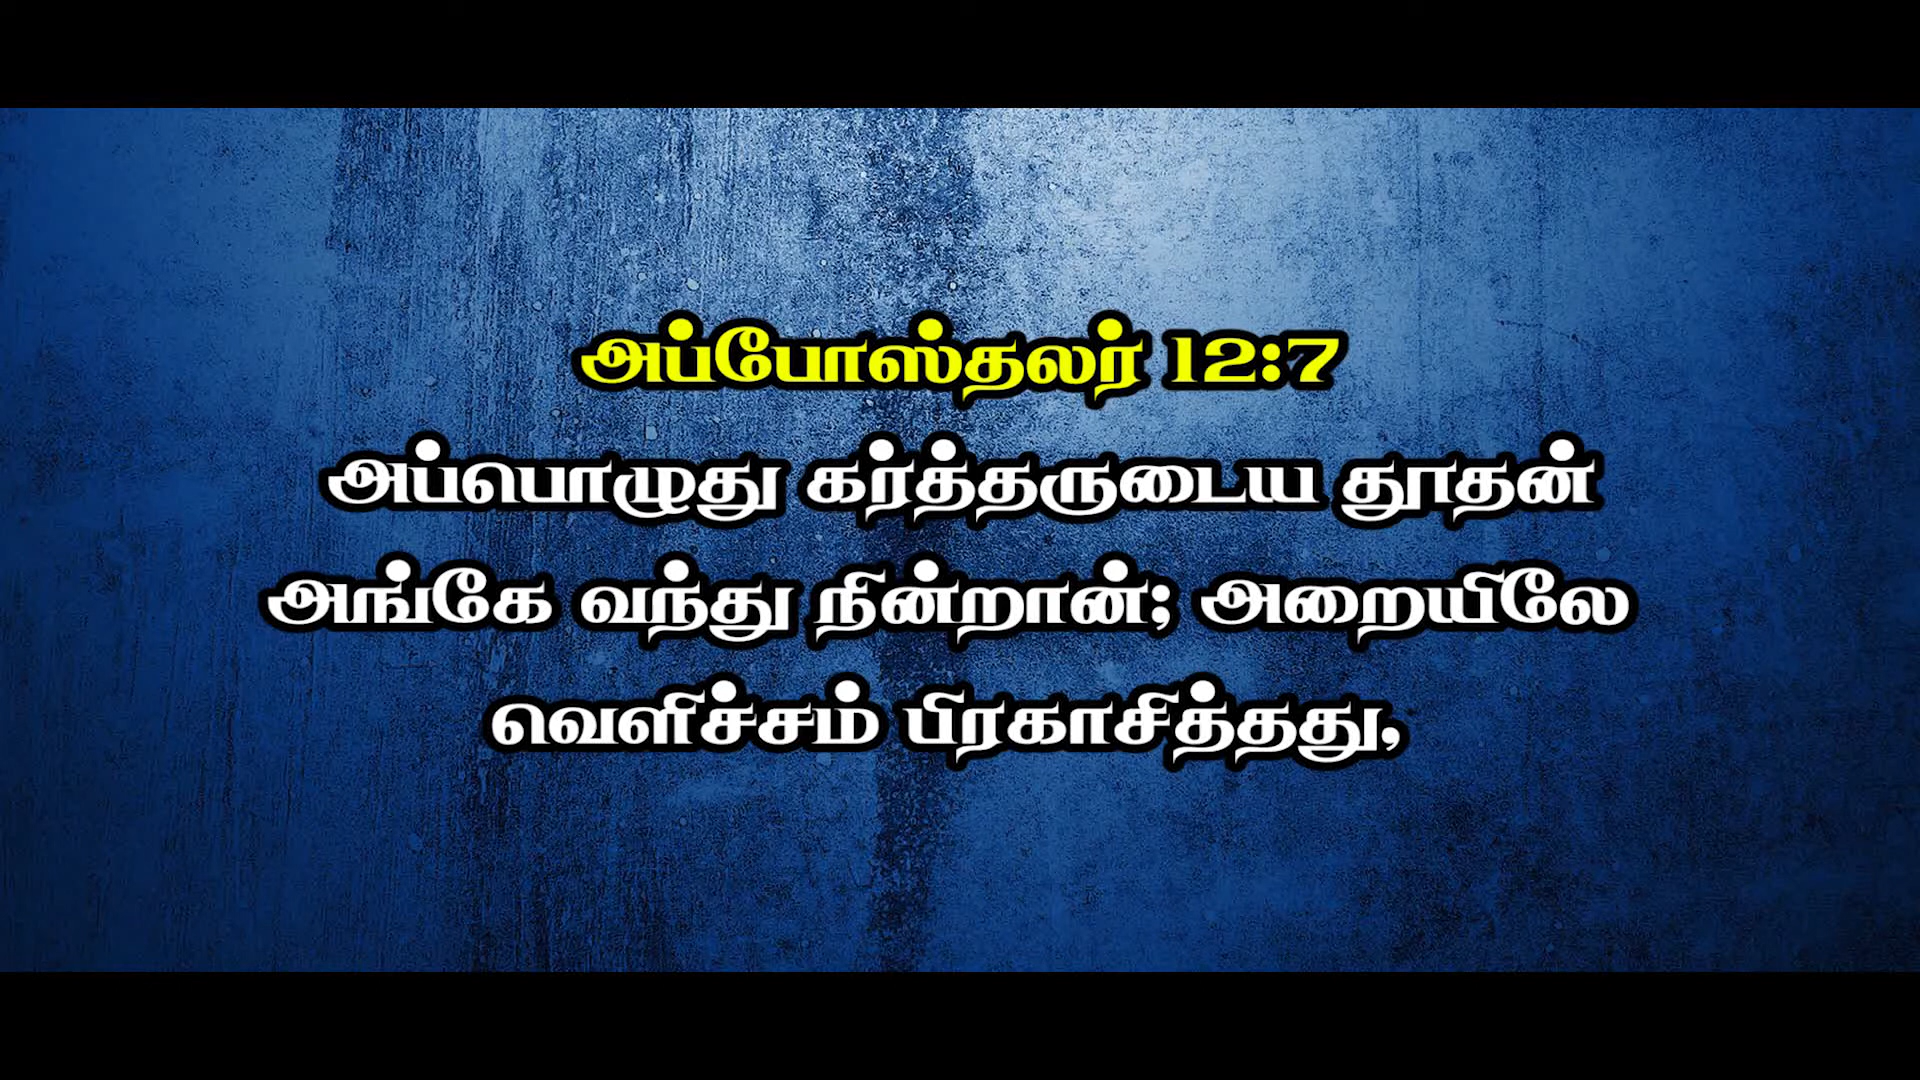 அப்போஸ்தலர் 12:7
அப்பொழுது கர்த்தருடைய தூதன்
அங்கே வந்து நின்றான்; அறையிலே
வெளிச்சம் பிரகாசித்தது,